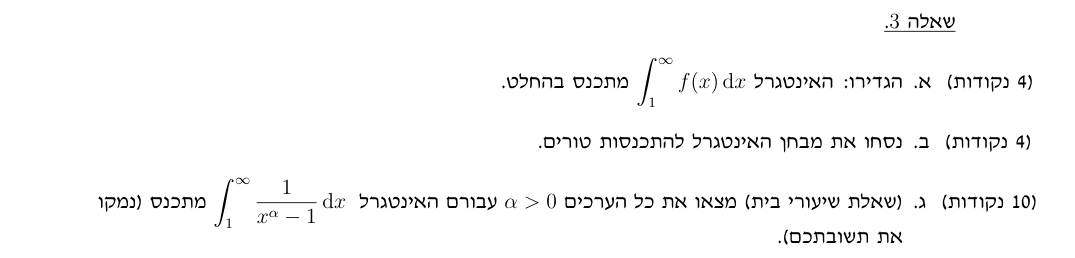 שאלה 3.
(4 נקודות) א. הגדירו: האינטגרל $\int_1^\infty f(x)\,\mathrm{d}x$ מתכנס בהחלט.
(4 נקודות) ב. נסחו את מבחן האינטגרל להתכנסות טורים.
(10 נקודות) ג. (שאלת שיעורי בית) מצאו את כל הערכים $\alpha > 0$ עבורם האינטגרל $\int_1^\infty \frac{1}{x^\alpha - 1}\,\mathrm{d}x$ מתכנס (נמקו
את תשובתכם).